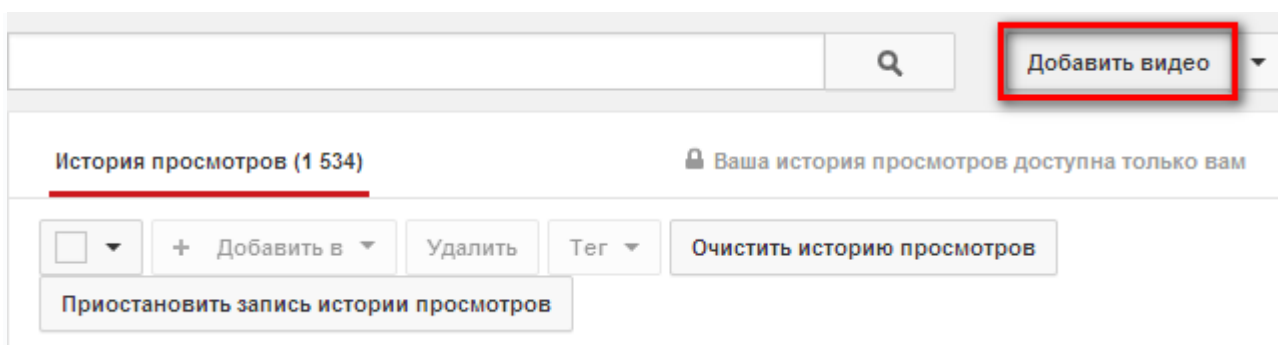 Добавить видео
История просмотров (1 534) Ваша история просмотров доступна только вам
+ Добавить в Удалить Тег Очистить историю просмотров
Приостановить запись истории просмотров